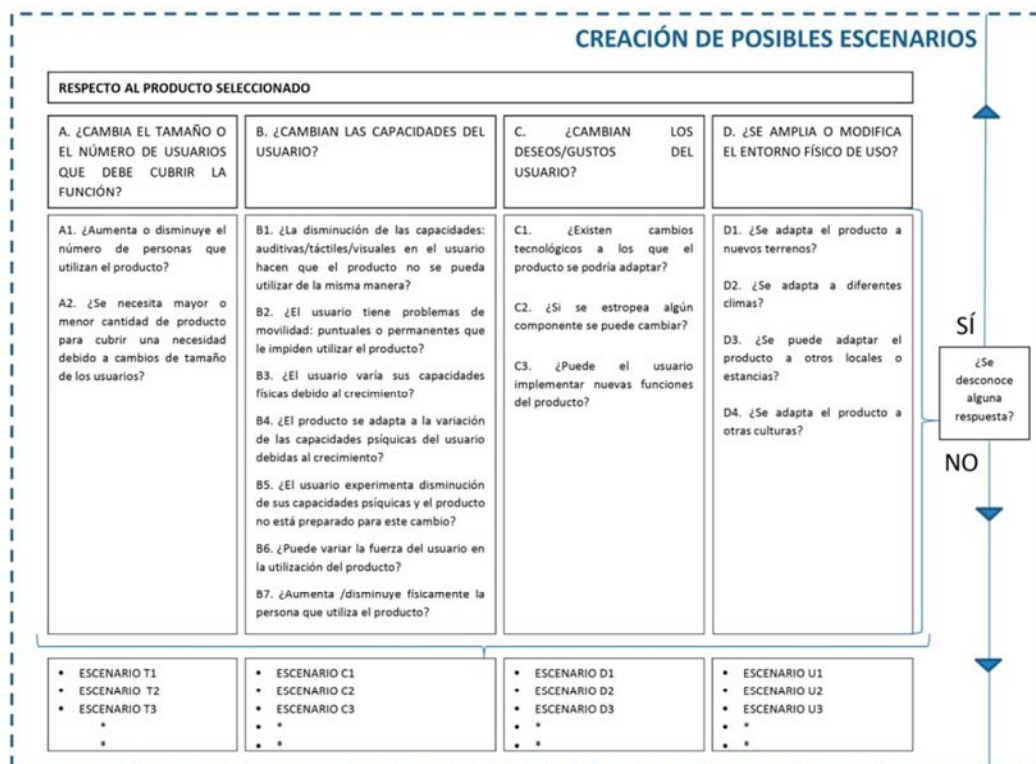 CREACIÓN DE POSIBLES ESCENARIOS
RESPECTO AL PRODUCTO SELECCIONADO
A. ¿CAMBIA EL TAMAÑO O
EL NÚMERO DE USUARIOS
QUE DEBE CUBRIR LA
FUNCIÓN?
B. ¿CAMBIAN LAS CAPACIDADES DEL
USUARIO?
C. ¿CAMBIAN LOS
DESEOS/GUSTOS DEL
USUARIO?
D. ¿SE AMPLIA O MODIFICA
EL ENTORNO FÍSICO DE USO?
A1. ¿Aumenta o disminuye el
número de personas que
utilizan el producto?
A2. ¿Se necesita mayor o
menor cantidad de producto
para cubrir una necesidad
debido a cambios de tamaño
de los usuarios?
B1. ¿La disminución de las capacidades:
auditivas/táctiles/visuales en el usuario
hacen que el producto no se pueda
utilizar de la misma manera?
B2. ¿El usuario tiene problemas de
movilidad: puntuales o permanentes que
le impiden utilizar el producto?
B3. ¿El usuario varía sus capacidades
físicas debido al crecimiento?
B4. ¿El producto se adapta a la variación
de las capacidades psíquicas del usuario
debidas al crecimiento?
B5. ¿El usuario experimenta disminución
de sus capacidades psíquicas y el producto
no está preparado para este cambio?
B6. ¿Puede variar la fuerza del usuario en
la utilización del producto?
B7. ¿Aumenta /disminuye físicamente la
persona que utiliza el producto?
C1. ¿Existen cambios
tecnológicos a los que el
producto se podría adaptar?
C2. ¿Si se estropea algún
componente se puede cambiar?
C3. ¿Puede el usuario
implementar nuevas funciones
del producto?
D1. ¿Se adapta el producto a
nuevos terrenos?
D2. ¿Se adapta a diferentes
climas?
D3. ¿Se puede adaptar el
producto a otros locales o
estancias?
D4. ¿Se adapta el producto a
otras culturas?
SÍ
¿Se
desconoce
alguna
respuesta?
NO
• ESCENARIO T1
• ESCENARIO T2
• ESCENARIO T3
*
*
• ESCENARIO C1
• ESCENARIO C2
• ESCENARIO C3
• *
• *
• ESCENARIO D1
• ESCENARIO D2
• ESCENARIO D3
• *
• *
• ESCENARIO U1
• ESCENARIO U2
• ESCENARIO U3
• *
• *